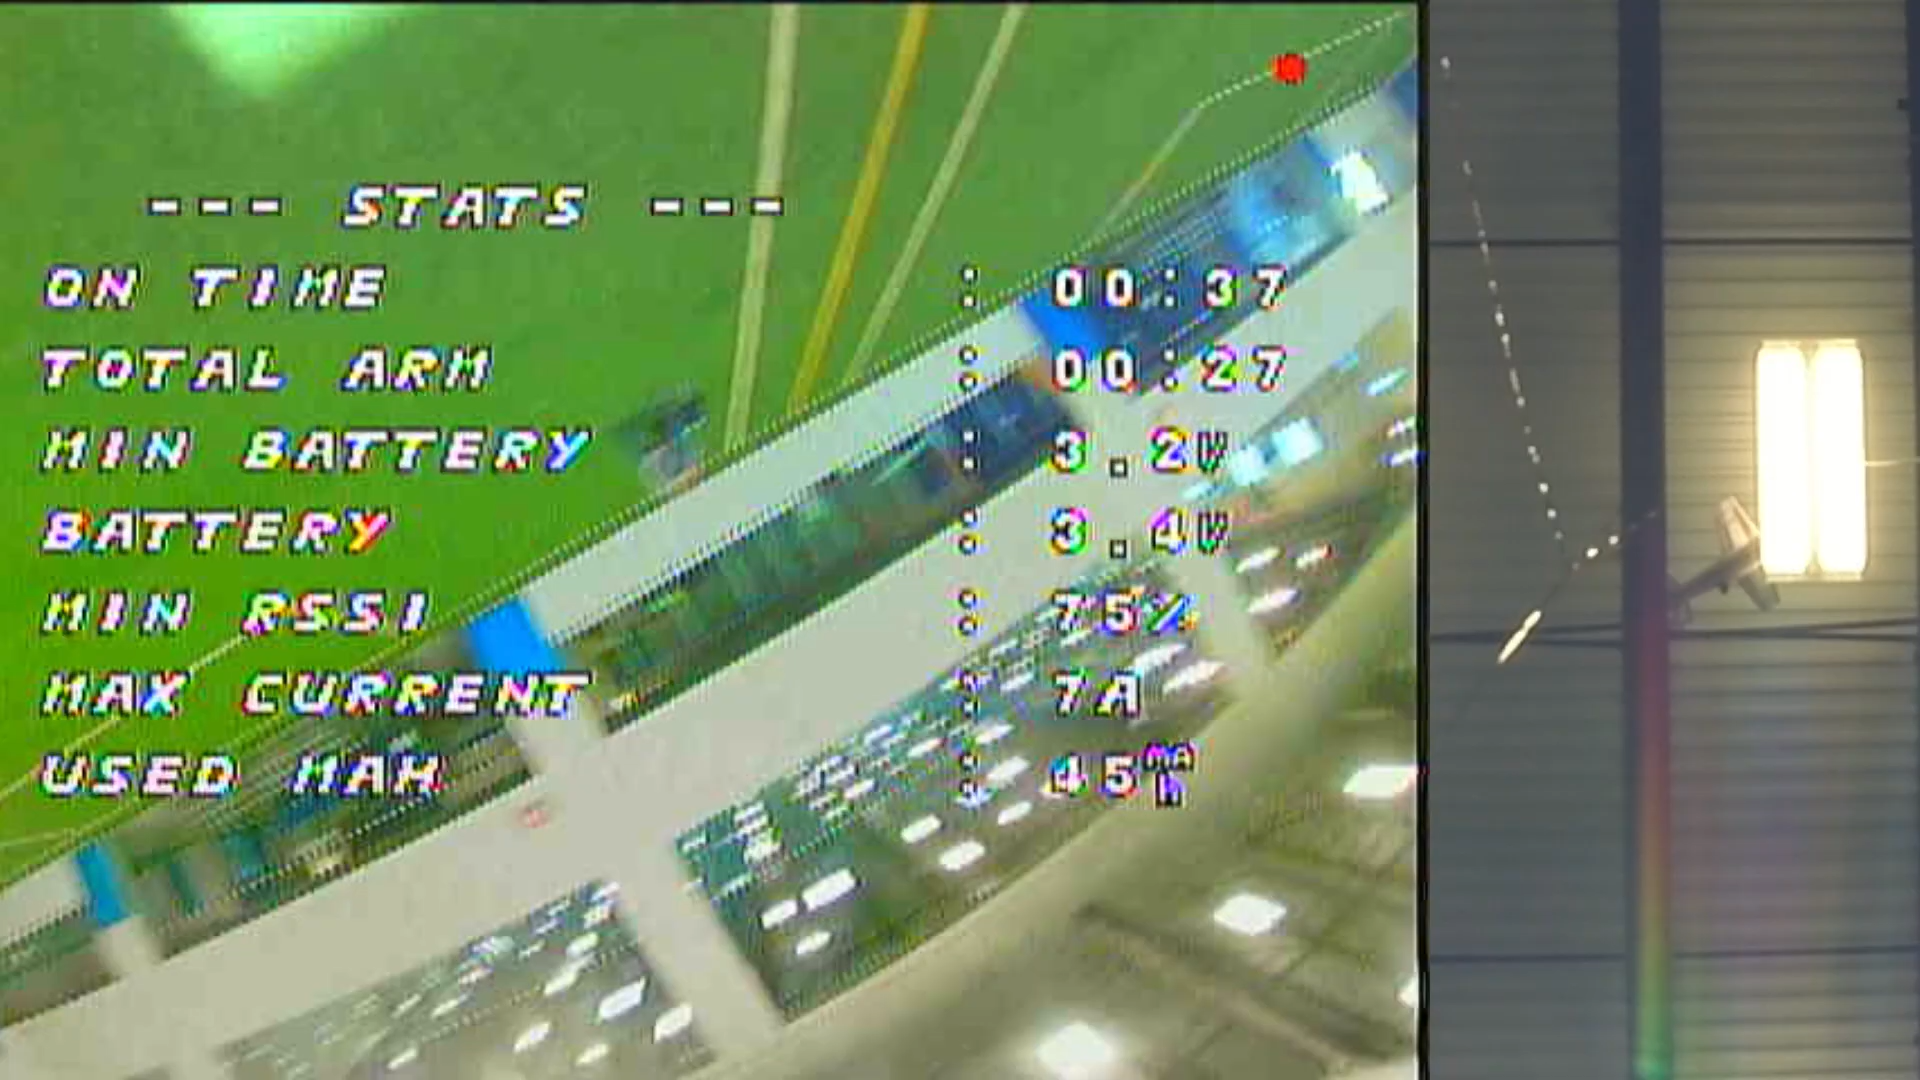 --- STATS ---
ON TIME : 00:37
TOTAL ARM : 00:27
MIN BATTERY : 3.2V
BATTERY : 3.4V
MIN RSSI : 75%
MAX CURRENT : 7A
USED MAH : 45mah